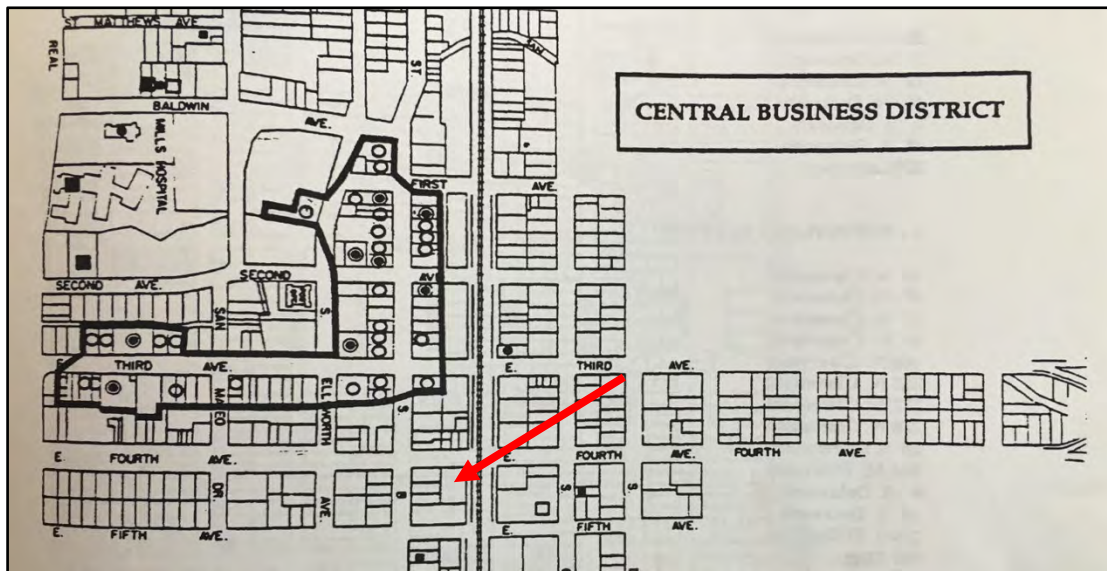 ST MATTHEWS AVE.
REAL
ST.
SAN
BALDWIN
AVE.
MILLS HOSPITAL
CENTRAL BUSINESS DISTRICT
FIRST
AVE.
SECOND AVE.
SECOND
AVE.
SAN
S.
E. THIRD AVE.
E. THIRD AVE.
MATEO
ELLSWORTH
S.
E. FOURTH AVE.
E. FOURTH AVE. FOURTH AVE.
DR.
AVE.
B
S.
S.
E. FIFTH AVE.
E. FIFTH AVE.